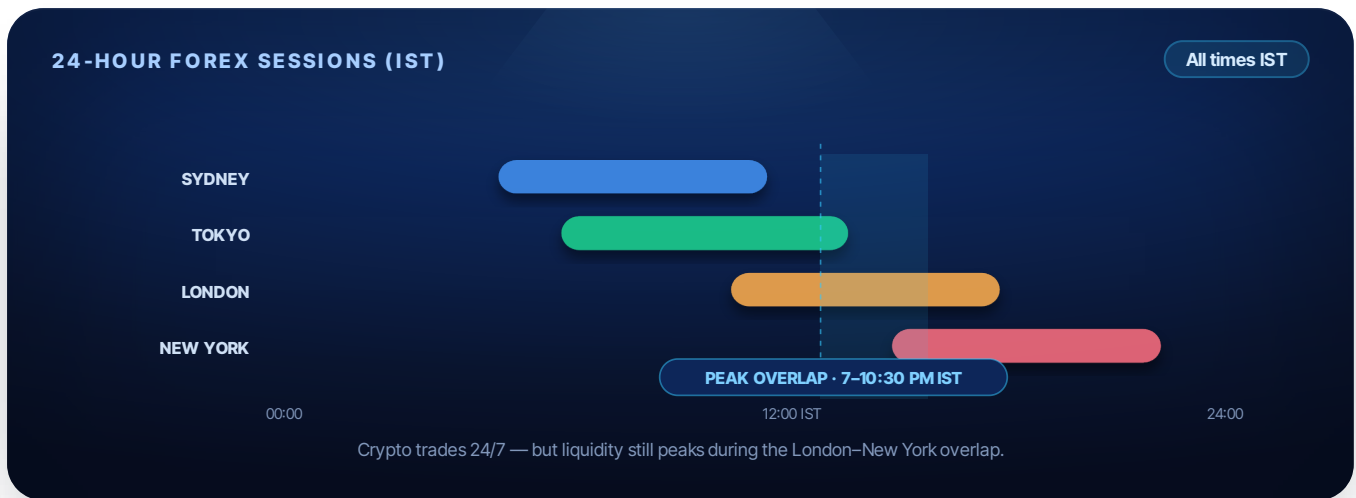 24-HOUR FOREX SESSIONS (IST)
All times IST
SYDNEY
TOKYO
LONDON
NEW YORK
PEAK OVERLAP · 7–10:30 PM IST
00:00
12:00 IST
24:00
Crypto trades 24/7 — but liquidity still peaks during the London–New York overlap.